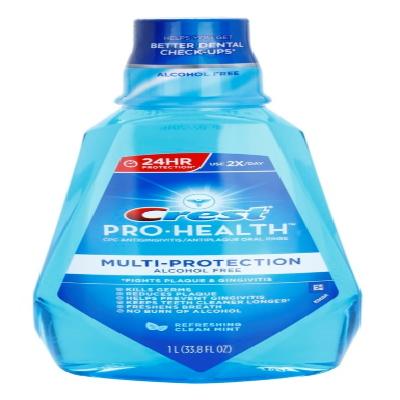 HELPS YOU GET
BETTER DENTAL
CHECK-UPS*
ALCOHOL FREE
24HR
PROTECTION*
USE 2X/DAY
Crest
PRO-HEALTH™
CPC ANTIGINGIVITIS/ANTIPLAQUE ORAL RINSE
MULTI-PROTECTION
ALCOHOL FREE
*FIGHTS PLAQUE & GINGIVITIS
KILLS GERMS
REDUCES PLAQUE
HELPS PREVENT GINGIVITIS
KEEPS TEETH CLEANER LONGER*
FRESHENS BREATH
NO BURN OF ALCOHOL
REFRESHING
CLEAN MINT
1 L (33.8 FL OZ)